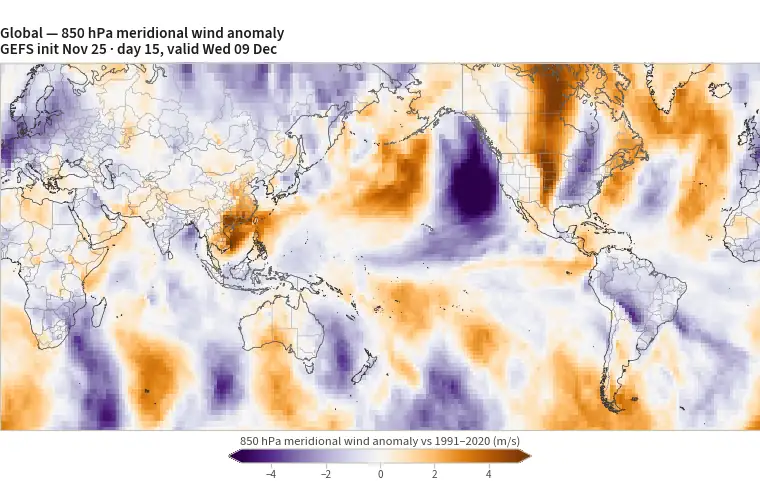 Global — 850 hPa meridional wind anomaly
GEFS init Nov 25 · day 15, valid Wed 09 Dec
850 hPa meridional wind anomaly vs 1991–2020 (m/s)
−4 −2 0 2 4